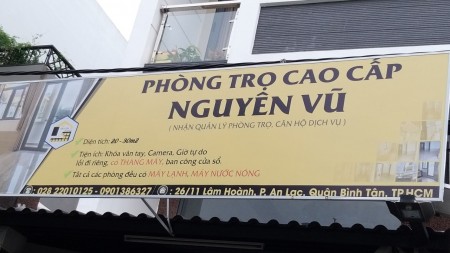 PHÒNG TRỌ CAO CẤP
NGUYÊN VŨ
( NHẬN QUẢN LÝ PHÒNG TRỌ, CĂN HỘ DỊCH VỤ )
Diện tích: 20 - 30m2
Tiện ích: Khóa vân tay, Camera, Giờ tự do
lối đi riêng, có THANG MÁY, ban công cửa sổ.
Tất cả các phòng đều có MÁY LẠNH, MÁY NƯỚC NÓNG
: 028 22010125 - 0901386327 : 26/11 Lâm Hoành, P. An Lạc, Quận Bình Tân, TP.HCM